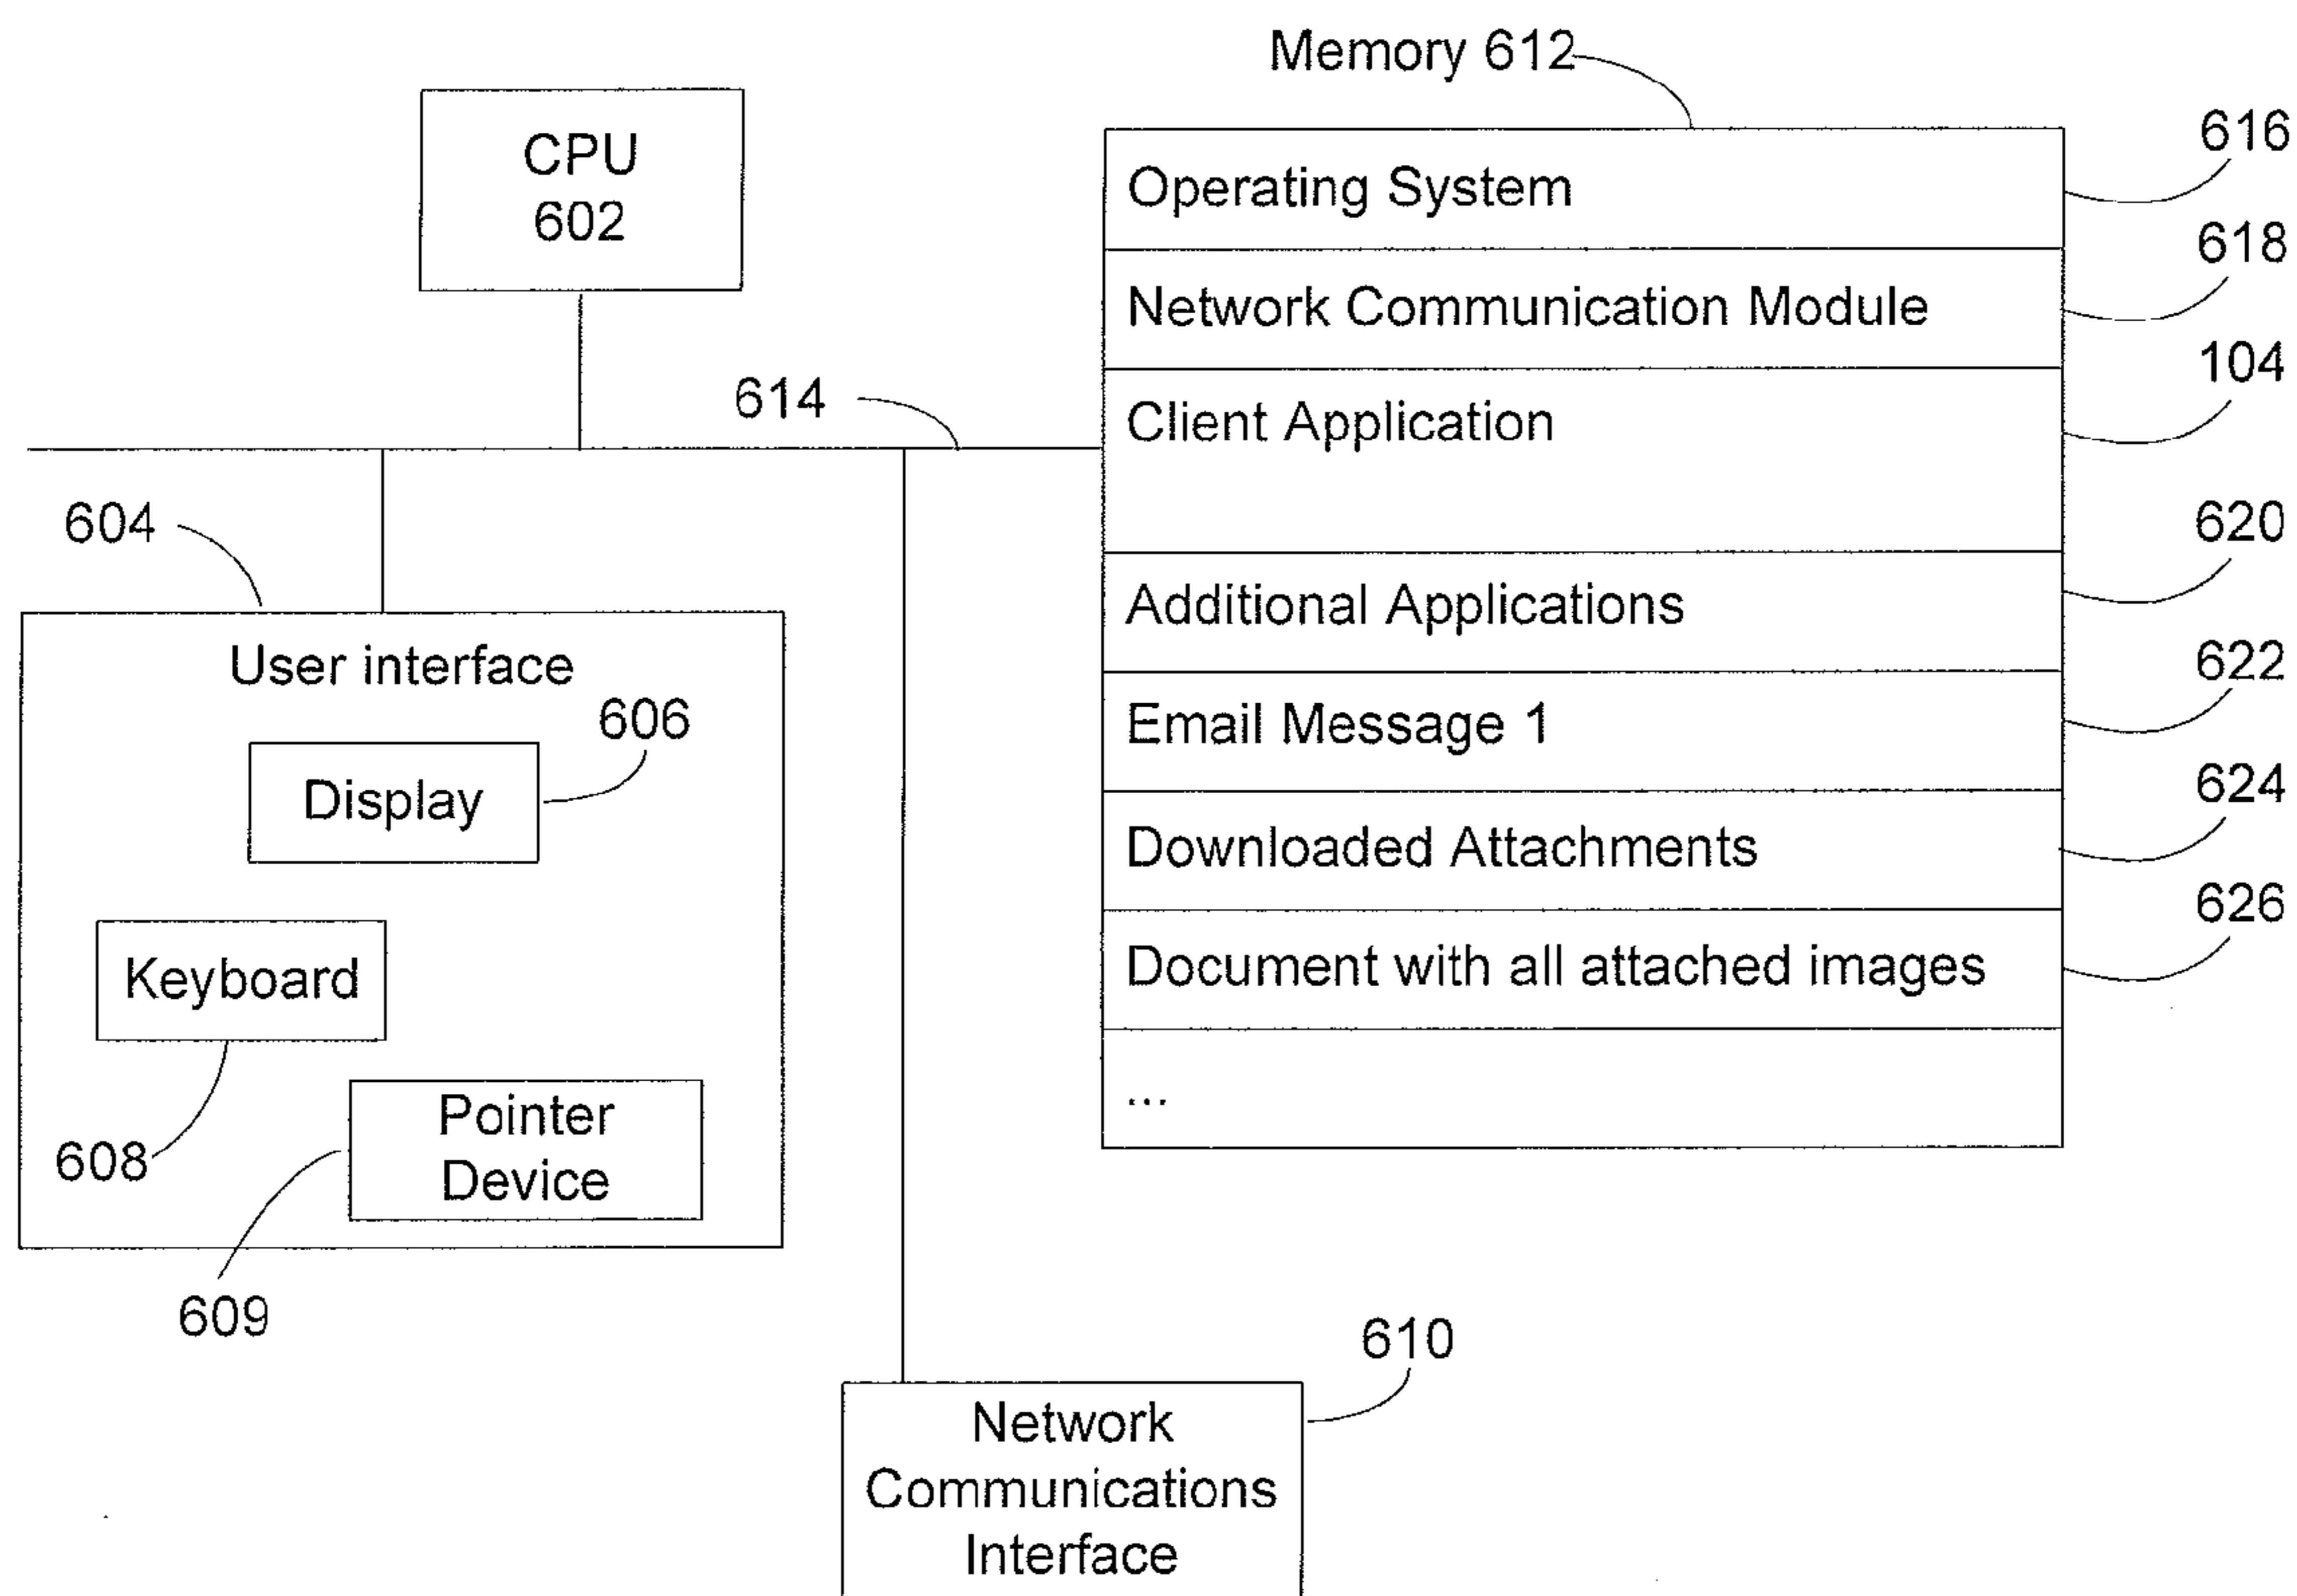 Memory 612
CPU
602
616
Operating System
618
Network Communication Module
104
614
Client Application
604
620
Additional Applications
User interface
622
606
Email Message 1
Display
624
Downloaded Attachments
626
Keyboard
Document with all attached images
...
Pointer
Device
608
609
610
Network
Communications
Interface